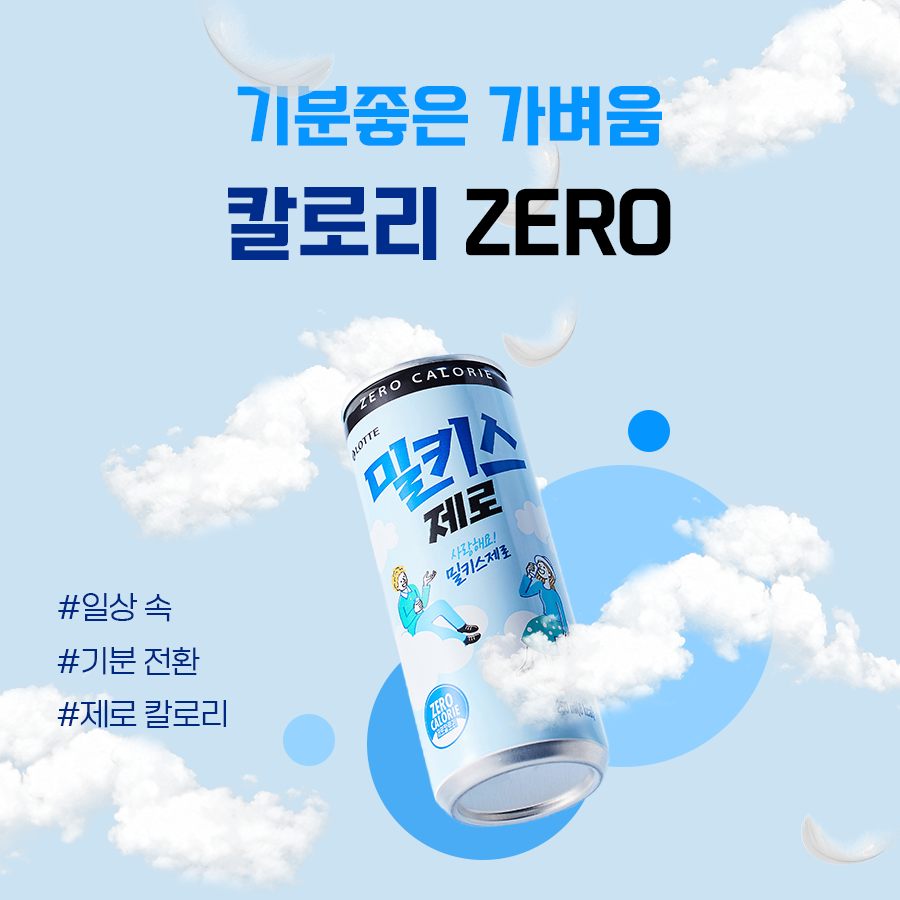 기분좋은 가벼움
칼로리 ZERO
ZERO CALORIE
LOTTE
밀키스
제로
사랑해요!
밀키스제로
#일상 속
#기분 전환
#제로 칼로리
ZERO
CALORIE